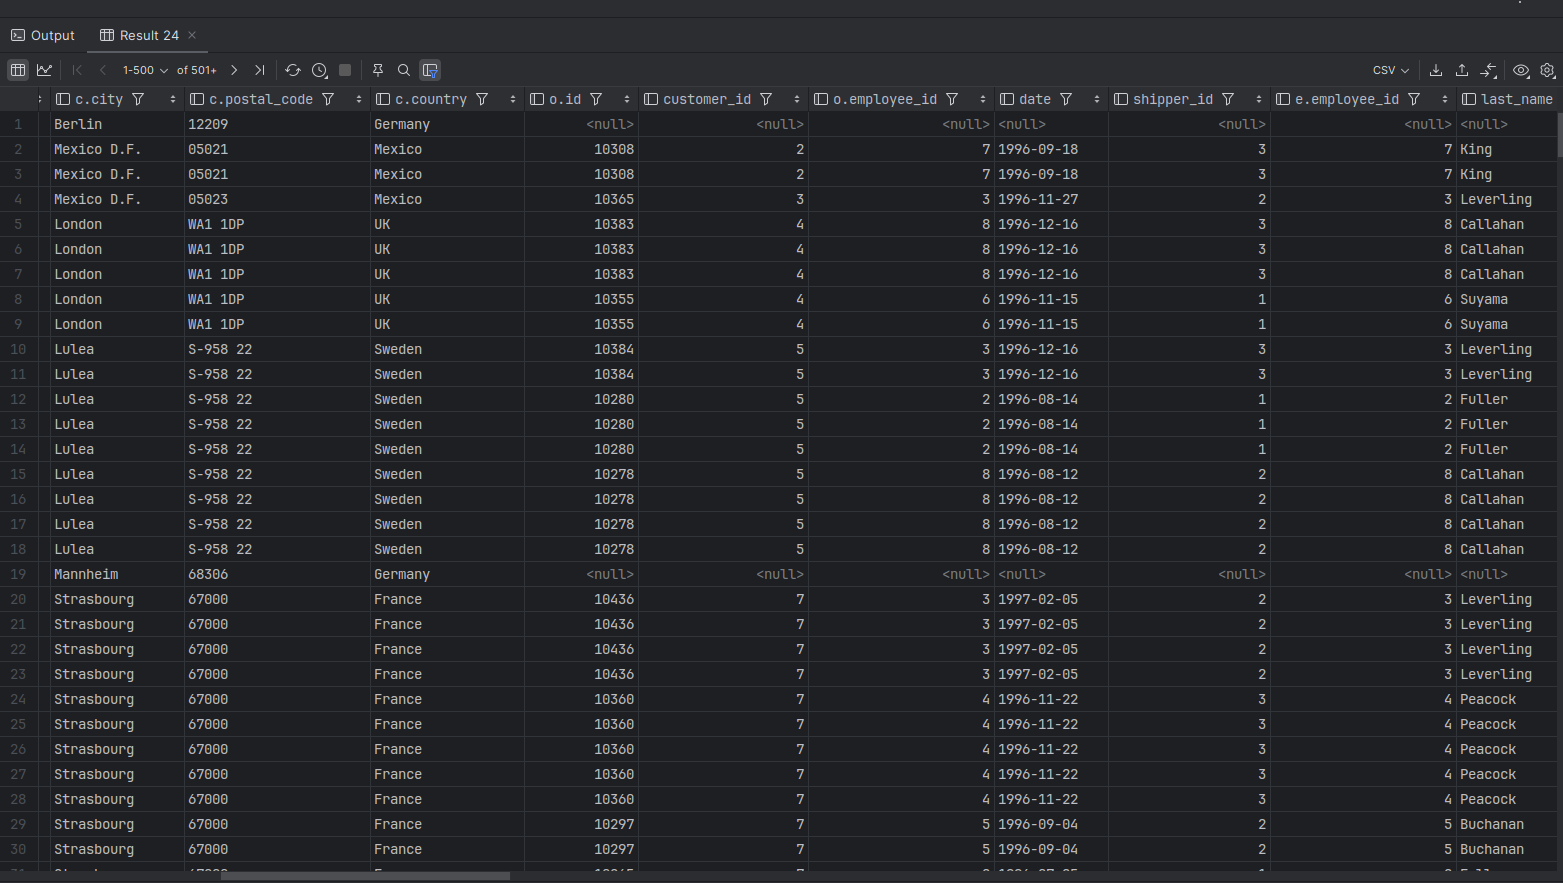 Output Result 24
1-500 of 501+ CSV
c.city c.postal_code c.country o.id customer_id o.employee_id date shipper_id e.employee_id last_name
1 Berlin 12209 Germany <null> <null> <null> <null> <null> <null> <null>
2 Mexico D.F. 05021 Mexico 10308 2 7 1996-09-18 3 7 King
3 Mexico D.F. 05021 Mexico 10308 2 7 1996-09-18 3 7 King
4 Mexico D.F. 05023 Mexico 10365 3 3 1996-11-27 2 3 Leverling
5 London WA1 1DP UK 10383 4 8 1996-12-16 3 8 Callahan
6 London WA1 1DP UK 10383 4 8 1996-12-16 3 8 Callahan
7 London WA1 1DP UK 10383 4 8 1996-12-16 3 8 Callahan
8 London WA1 1DP UK 10355 4 6 1996-11-15 1 6 Suyama
9 London WA1 1DP UK 10355 4 6 1996-11-15 1 6 Suyama
10 Lulea S-958 22 Sweden 10384 5 3 1996-12-16 3 3 Leverling
11 Lulea S-958 22 Sweden 10384 5 3 1996-12-16 3 3 Leverling
12 Lulea S-958 22 Sweden 10280 5 2 1996-08-14 1 2 Fuller
13 Lulea S-958 22 Sweden 10280 5 2 1996-08-14 1 2 Fuller
14 Lulea S-958 22 Sweden 10280 5 2 1996-08-14 1 2 Fuller
15 Lulea S-958 22 Sweden 10278 5 8 1996-08-12 2 8 Callahan
16 Lulea S-958 22 Sweden 10278 5 8 1996-08-12 2 8 Callahan
17 Lulea S-958 22 Sweden 10278 5 8 1996-08-12 2 8 Callahan
18 Lulea S-958 22 Sweden 10278 5 8 1996-08-12 2 8 Callahan
19 Mannheim 68306 Germany <null> <null> <null> <null> <null> <null> <null>
20 Strasbourg 67000 France 10436 7 3 1997-02-05 2 3 Leverling
21 Strasbourg 67000 France 10436 7 3 1997-02-05 2 3 Leverling
22 Strasbourg 67000 France 10436 7 3 1997-02-05 2 3 Leverling
23 Strasbourg 67000 France 10436 7 3 1997-02-05 2 3 Leverling
24 Strasbourg 67000 France 10360 7 4 1996-11-22 3 4 Peacock
25 Strasbourg 67000 France 10360 7 4 1996-11-22 3 4 Peacock
26 Strasbourg 67000 France 10360 7 4 1996-11-22 3 4 Peacock
27 Strasbourg 67000 France 10360 7 4 1996-11-22 3 4 Peacock
28 Strasbourg 67000 France 10360 7 4 1996-11-22 3 4 Peacock
29 Strasbourg 67000 France 10297 7 5 1996-09-04 2 5 Buchanan
30 Strasbourg 67000 France 10297 7 5 1996-09-04 2 5 Buchanan